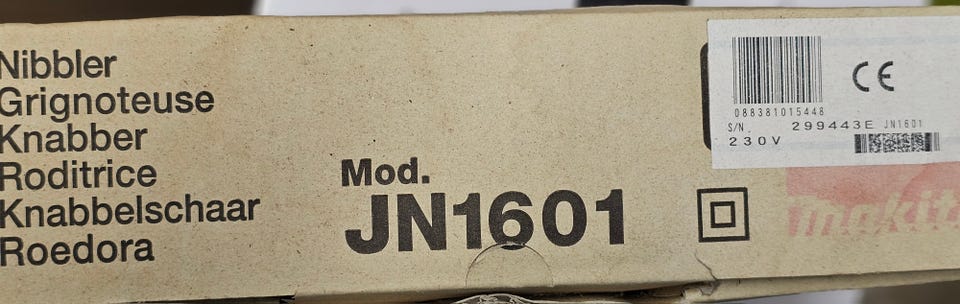 Nibbler
Grignoteuse
Knabber
Roditrice
Knabbelschaar
Roedora
Mod.
JN1601
088381015448
CE
S/N. 299443E JN1601
230V
makita